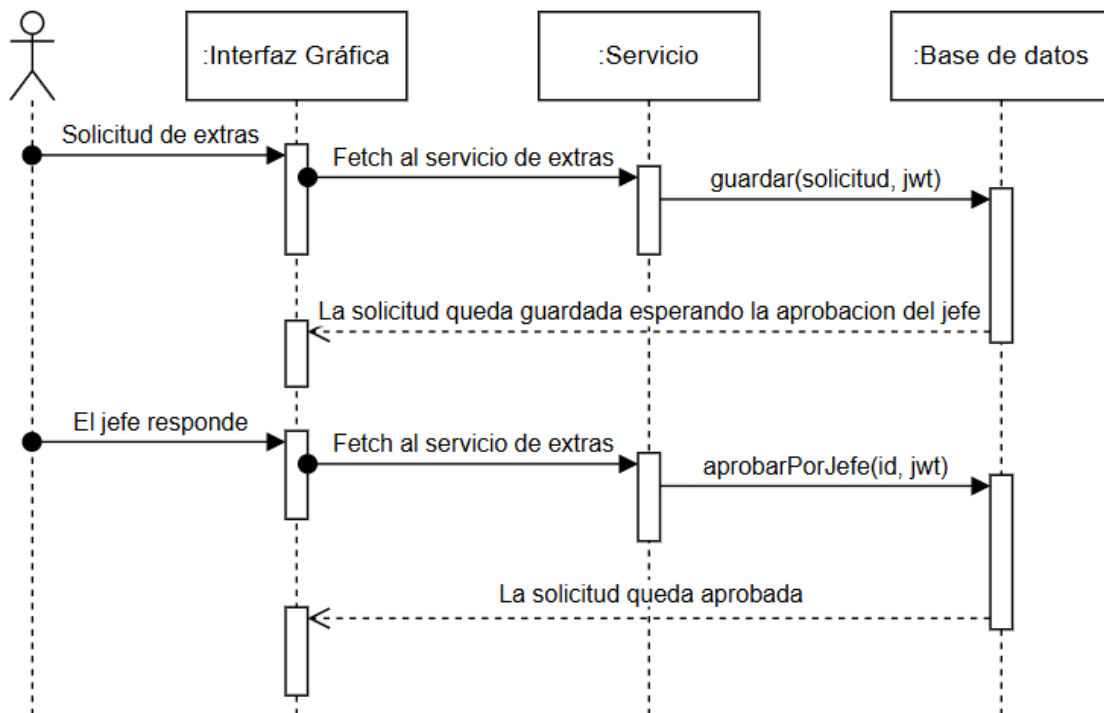 :Interfaz Gráfica
:Servicio
:Base de datos
Solicitud de extras
Fetch al servicio de extras
guardar(solicitud, jwt)
La solicitud queda guardada esperando la aprobacion del jefe
El jefe responde
Fetch al servicio de extras
aprobarPorJefe(id, jwt)
La solicitud queda aprobada